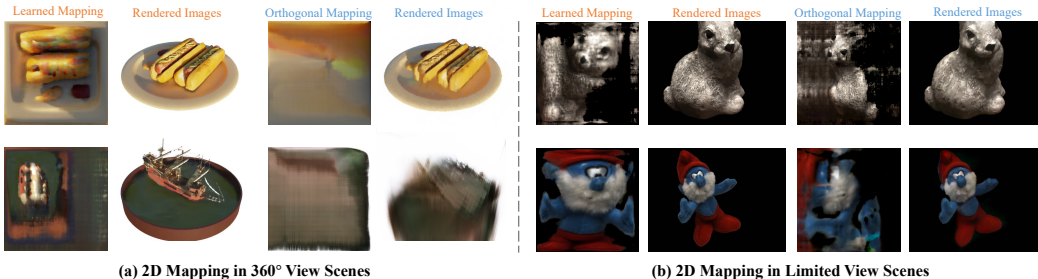 Learned Mapping Rendered Images Orthogonal Mapping Rendered Images
Learned Mapping Rendered Images Orthogonal Mapping Rendered Images
(a) 2D Mapping in 360° View Scenes
(b) 2D Mapping in Limited View Scenes